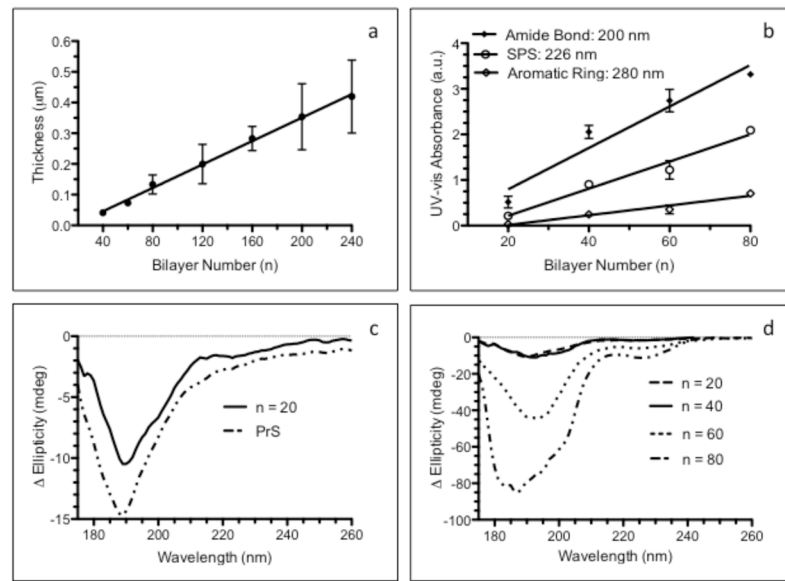 a
Thickness (μm)
0.6
0.5
0.4
0.3
0.2
0.1
0.0
40 80 120 160 200 240
Bilayer Number (n)
b
Amide Bond: 200 nm
SPS: 226 nm
Aromatic Ring: 280 nm
UV-vis Absorbance (a.u.)
4
3
2
1
0
20 40 60 80
Bilayer Number (n)
c
Δ Ellipticity (mdeg)
0
-5
-10
-15
n = 20
PrS
180 200 220 240 260
Wavelength (nm)
d
Δ Ellipticity (mdeg)
0
-20
-40
-60
-80
-100
n = 20
n = 40
n = 60
n = 80
180 200 220 240 260
Wavelength (nm)